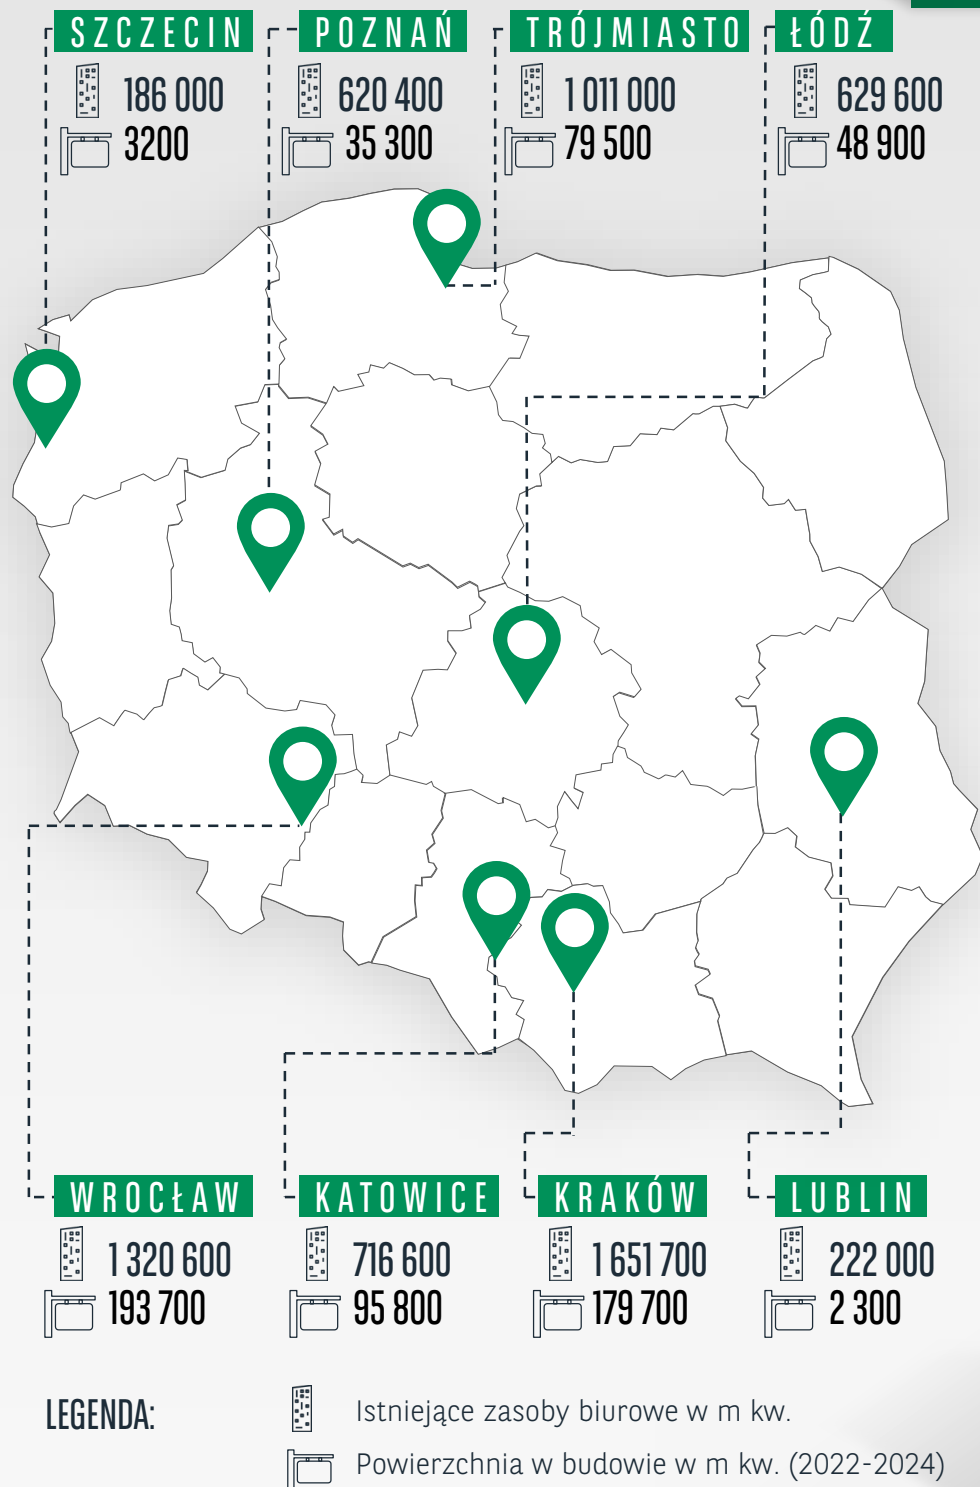 SZCZECIN
186 000
3200
POZNAŃ
620 400
35 300
TRÓJMIASTO
1 011 000
79 500
ŁÓDŹ
629 600
48 900
WROCŁAW
1 320 600
193 700
KATOWICE
716 600
95 800
KRAKÓW
1 651 700
179 700
LUBLIN
222 000
2 300
LEGENDA:
Istniejące zasoby biurowe w m kw.
Powierzchnia w budowie w m kw. (2022-2024)